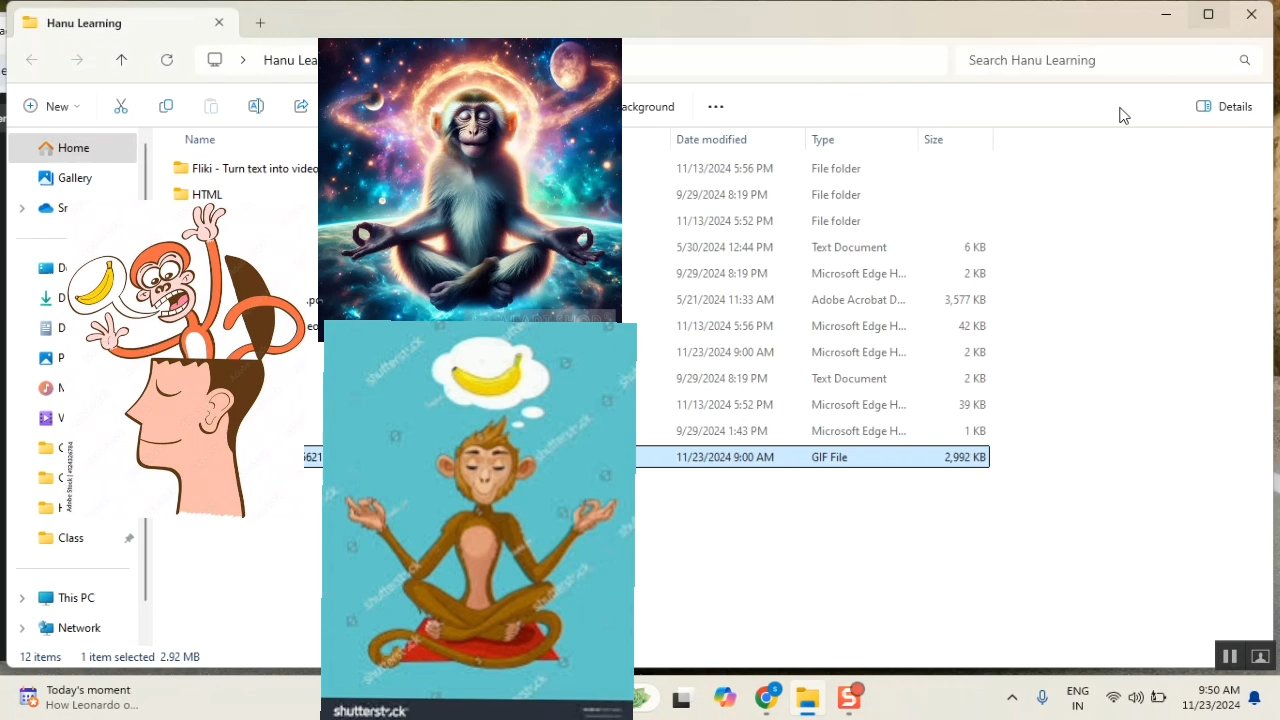 Hanu L
Search Hanu Learning
New
ackground
Details
Name
Date modified
Type
Size
Home
Gallery
Sr
D
D
N
V
C
C
Class
This PC
Network
Fliki - Turn text into video
HTML
11/13/2024 5:56 PM File folder
9/29/2024 8:19 PM File folder
11/13/2024 5:52 PM File folder
5/30/2024 12:44 PM Text Document 6 KB
9/29/2024 8:19 PM Microsoft Edge H... 2 KB
5/21/2024 11:33 AM Adobe Acrobat D... 3,577 KB
11/13/2024 5:56 PM Microsoft Edge H... 42 KB
11/23/2024 9:00 AM Microsoft Edge H... 2 KB
9/29/2024 8:19 PM Text Document 2 KB
11/13/2024 5:52 PM Microsoft Edge H... 39 KB
9/29/2024 1:43 PM Microsoft Edge H... 1 KB
621 11/23/2024 9:00 AM GIF File 2,992 KB
shutterstock
shutterstock
shutterstock
shutterstock
shutterstock
shutterstock
12 items 1 item selected 2.92 MB
Today's moment
How Leonardo o...
ENG
11/23/2024